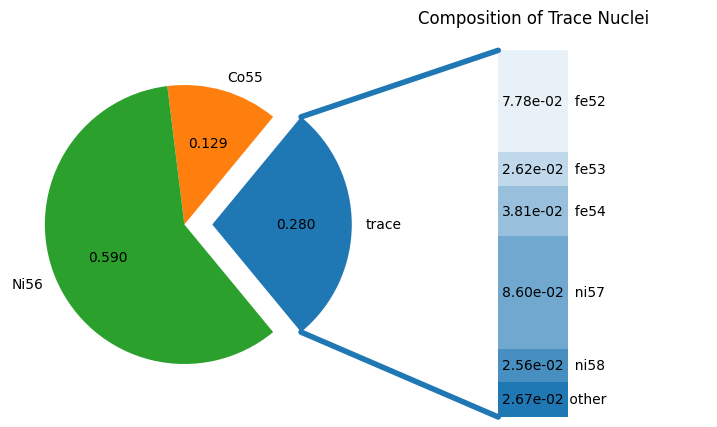 Composition of Trace Nuclei
Co55
0.129
0.590
Ni56
0.280
trace
7.78e-02 fe52
2.62e-02 fe53
3.81e-02 fe54
8.60e-02 ni57
2.56e-02 ni58
2.67e-02 other